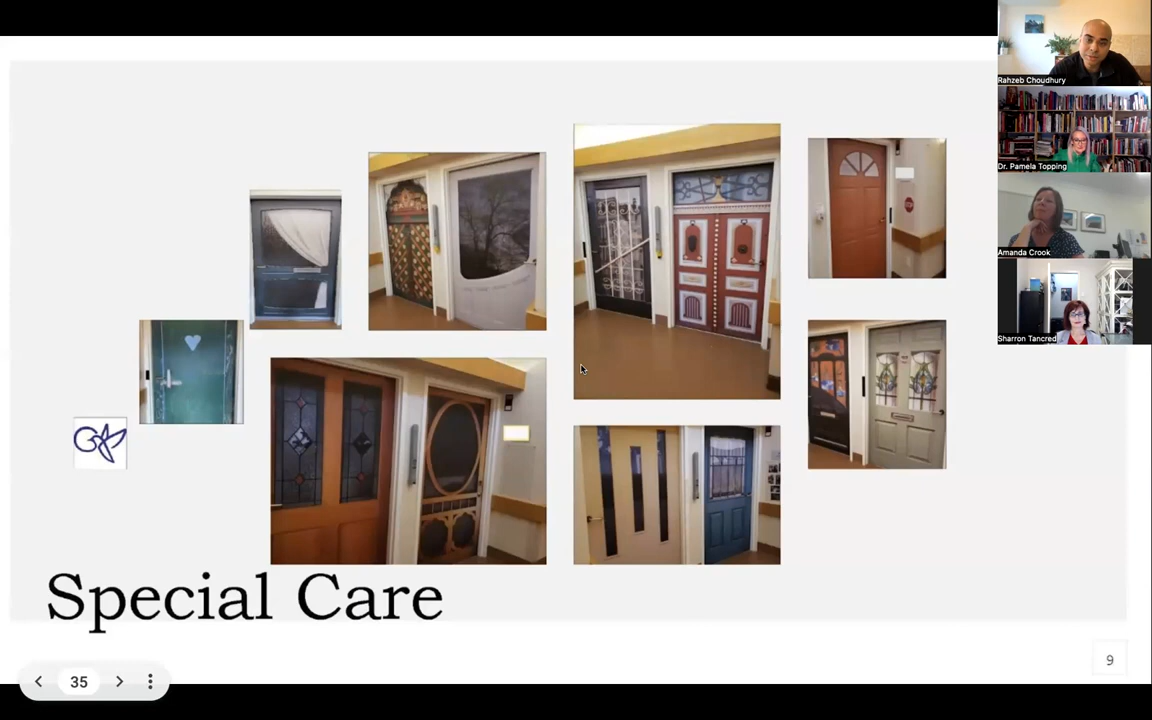 Rahzeb Choudhury
Dr. Pamela Topping
Amanda Crook
Sharron Tancred
Special Care
9
35